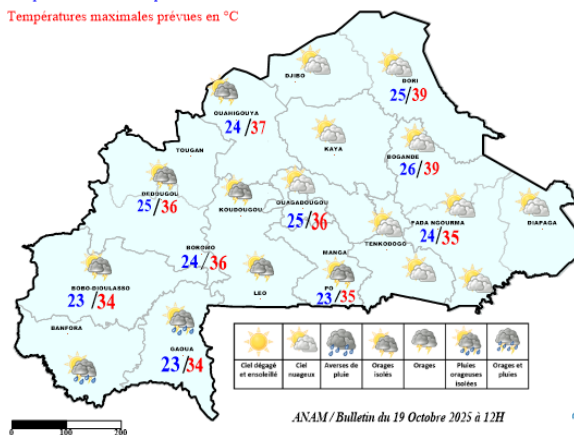 Températures maximales prévues en °C
DJIBO
DORI
25/39
OUAHIGOUYA
24/37
TOUGAN
KAYA
BOGANDE
26/39
DEDOUGOU
25/36
KOUDOUGOU
OUAGADOUGOU
25/36
FADA NGOURMA
24/35
DIAPAGA
TENKODOGO
BOROMO
24/36
MANGA
BOBO-DIOULASSO
23/34
LEO
PO
23/35
BANFORA
GAOUA
23/34
Ciel dégagé et ensoleillé
Ciel nuageux
Averses de pluie
Orages isolés
Orages
Pluies orageuses isolées
Orages et pluies
ANAM / Bulletin du 19 Octobre 2025 à 12H
0 100 200